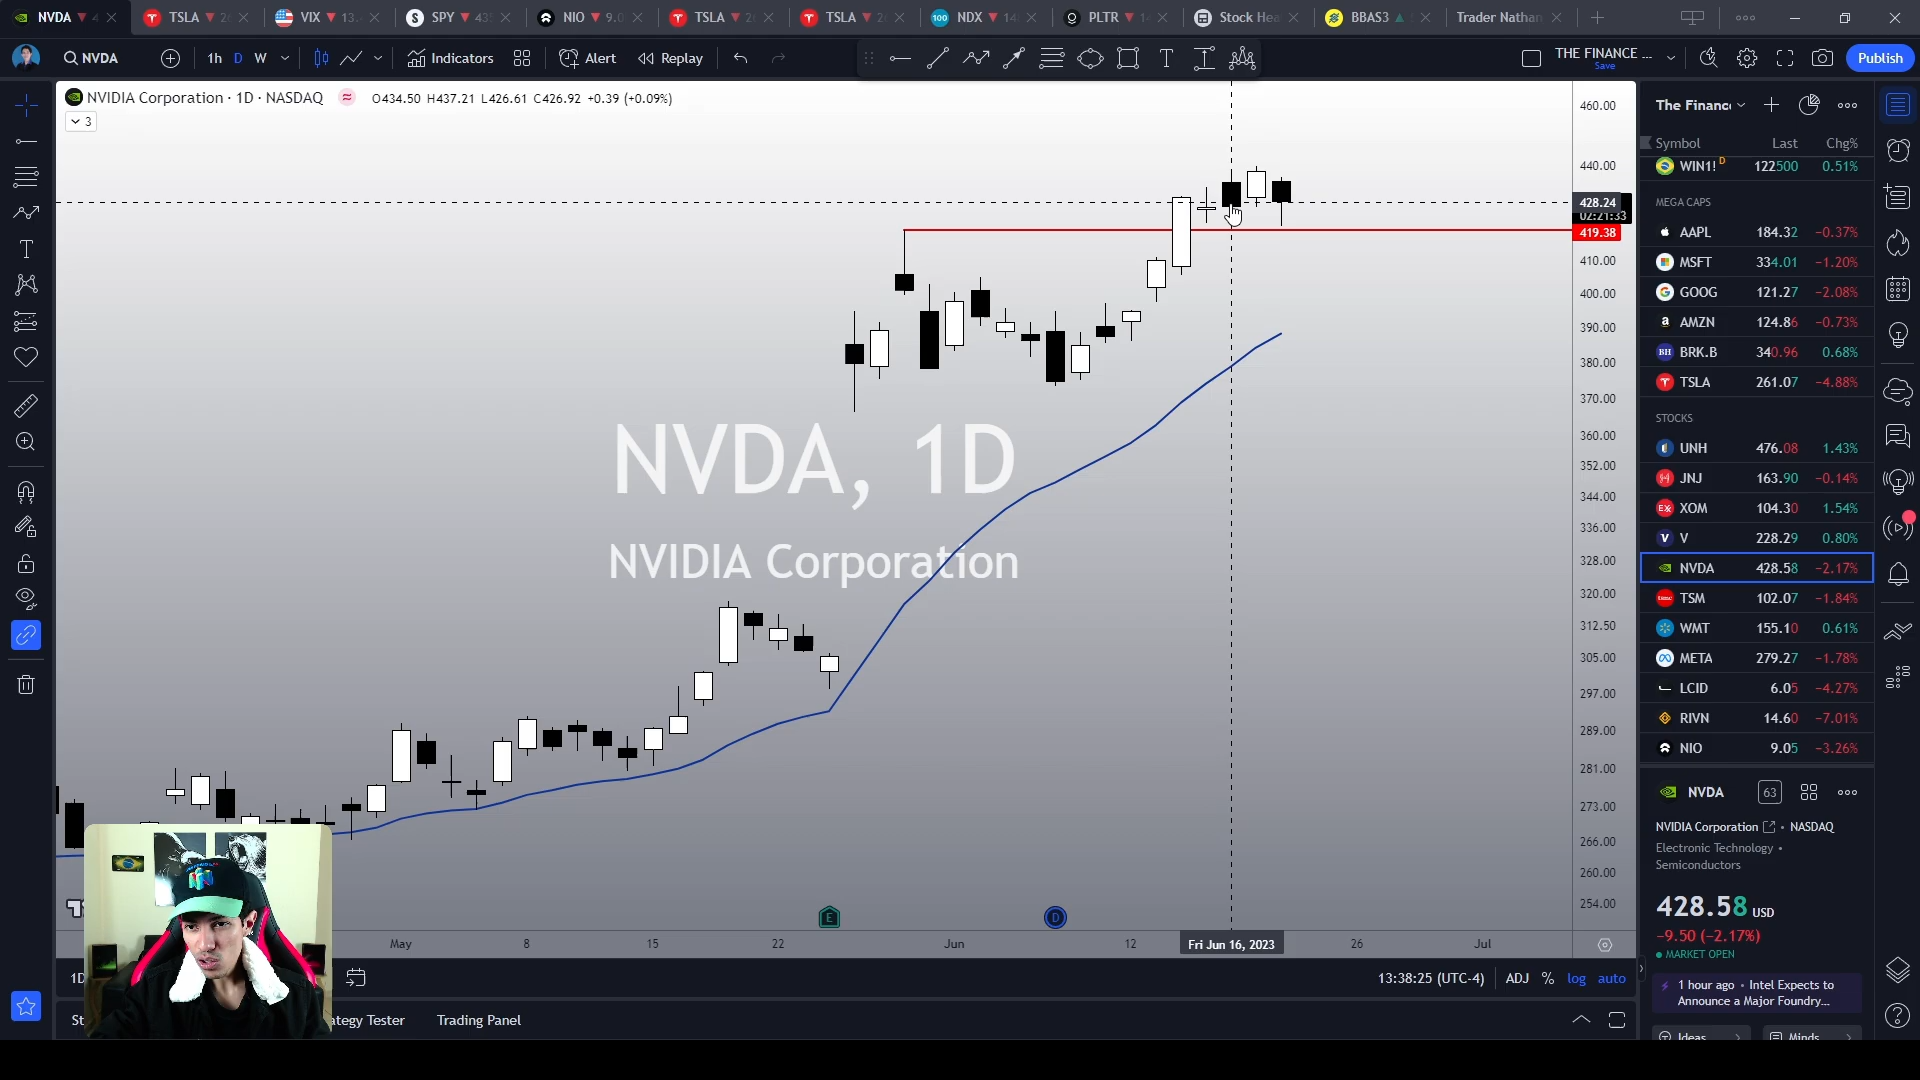 NVDA
TSLA
VIX
SPY
NIO
TSLA
TSLA
NDX
PLTR
Stock Hea
BBAS3
Trader Nathan
NVDA
1h
D
W
Indicators
Alert
Replay
THE FINANCE ...
Save
Publish
NVIDIA Corporation · 1D · NASDAQ
O434.50 H437.21 L426.61 C426.92 +0.39 (+0.09%)
3
460.00
440.00
428.24
02:21:33
419.38
410.00
400.00
390.00
380.00
370.00
360.00
352.00
344.00
336.00
328.00
320.00
312.50
305.00
297.00
289.00
281.00
273.00
266.00
260.00
254.00
NVDA, 1D
NVIDIA Corporation
E
D
May
8
15
22
Jun
12
Fri Jun 16, 2023
26
Jul
1D
13:38:25 (UTC-4)
ADJ
%
log
auto
ategy Tester
Trading Panel
The Financ
Symbol Last Chg%
WIN1! D 122500 0.51%
MEGA CAPS
AAPL 184.32 −0.37%
MSFT 334.01 −1.20%
GOOG 121.27 −2.08%
AMZN 124.86 −0.73%
BRK.B 340.96 0.68%
TSLA 261.07 −4.88%
STOCKS
UNH 476.08 1.43%
JNJ 163.90 −0.14%
XOM 104.30 1.54%
V 228.29 0.80%
NVDA 428.58 −2.17%
TSM 102.07 −1.84%
WMT 155.10 0.61%
META 279.27 −1.78%
LCID 6.05 −4.27%
RIVN 14.60 −7.01%
NIO 9.05 −3.26%
NVDA
63
NVIDIA Corporation • NASDAQ
Electronic Technology •
Semiconductors
428.58 USD
−9.50 (−2.17%)
MARKET OPEN
1 hour ago • Intel Expects to
Announce a Major Foundry...
Ideas
Minds